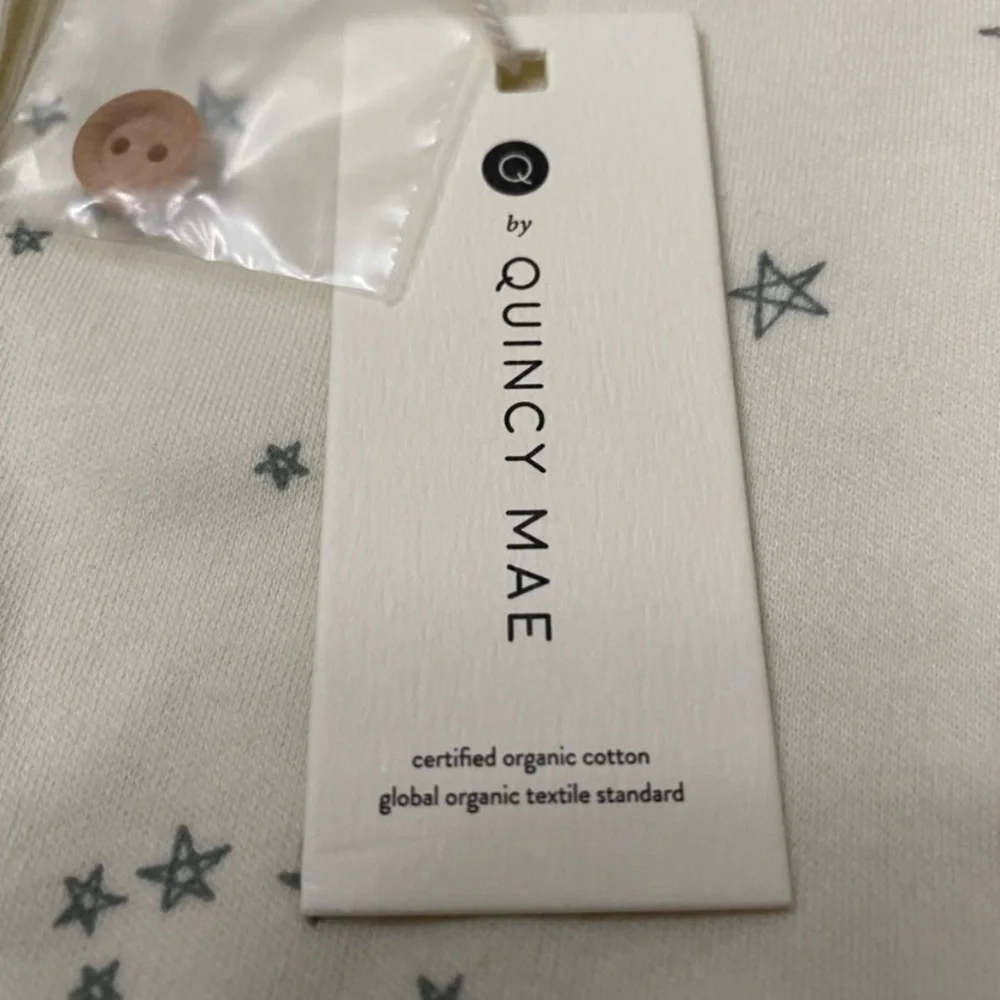 Q
by
QUINCY MAE
certified organic cotton
global organic textile standard